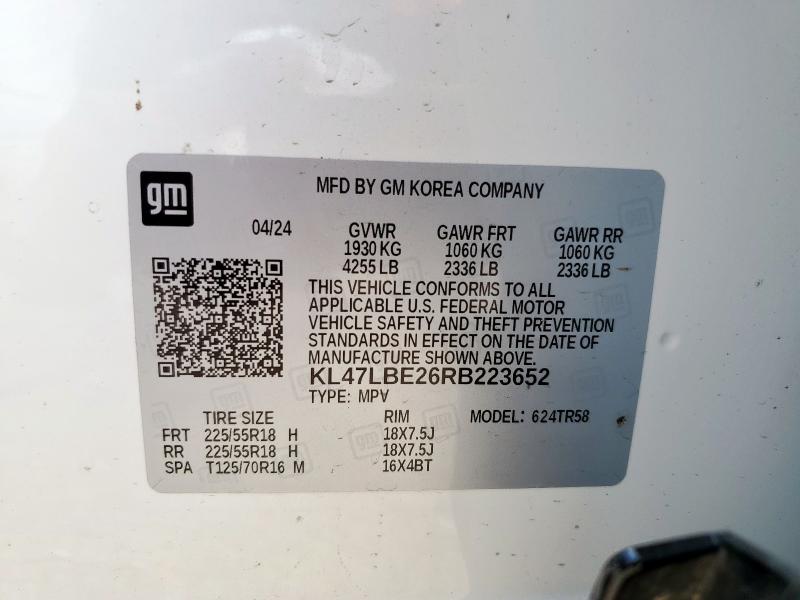 gm
MFD BY GM KOREA COMPANY
04/24
GVWR GAWR FRT GAWR RR
1930 KG 1060 KG 1060 KG
4255 LB 2336 LB 2336 LB
THIS VEHICLE CONFORMS TO ALL
APPLICABLE U.S. FEDERAL MOTOR
VEHICLE SAFETY AND THEFT PREVENTION
STANDARDS IN EFFECT ON THE DATE OF
MANUFACTURE SHOWN ABOVE.
KL47LBE26RB223652
TYPE: MPV
TIRE SIZE RIM MODEL: 624TR58
FRT 225/55R18 H 18X7.5J
RR 225/55R18 H 18X7.5J
SPA T125/70R16 M 16X4BT